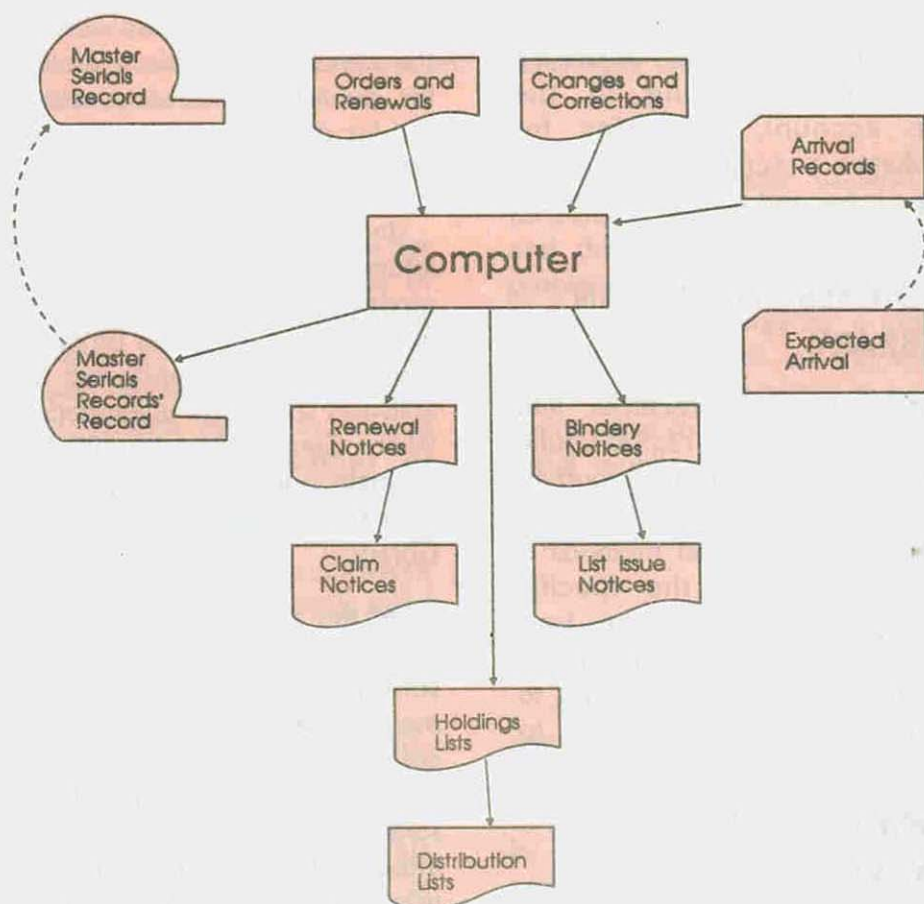 Master
Serials
Record
Orders and
Renewals
Changes and
Corrections
Arrival
Records
Computer
Expected
Arrival
Master
Serials
Records'
Record
Renewal
Notices
Bindery
Notices
Claim
Notices
List Issue
Notices
Holdings
Lists
Distribution
Lists